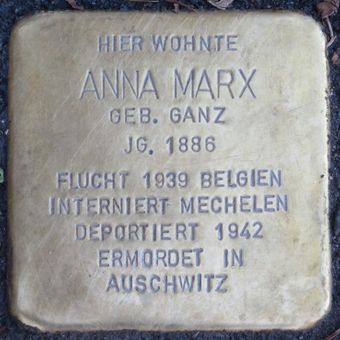 HIER WOHNTE
ANNA MARX
GEB. GANZ
JG. 1886
FLUCHT 1939 BELGIEN
INTERNIERT MECHELEN
DEPORTIERT 1942
ERMORDET IN
AUSCHWITZ